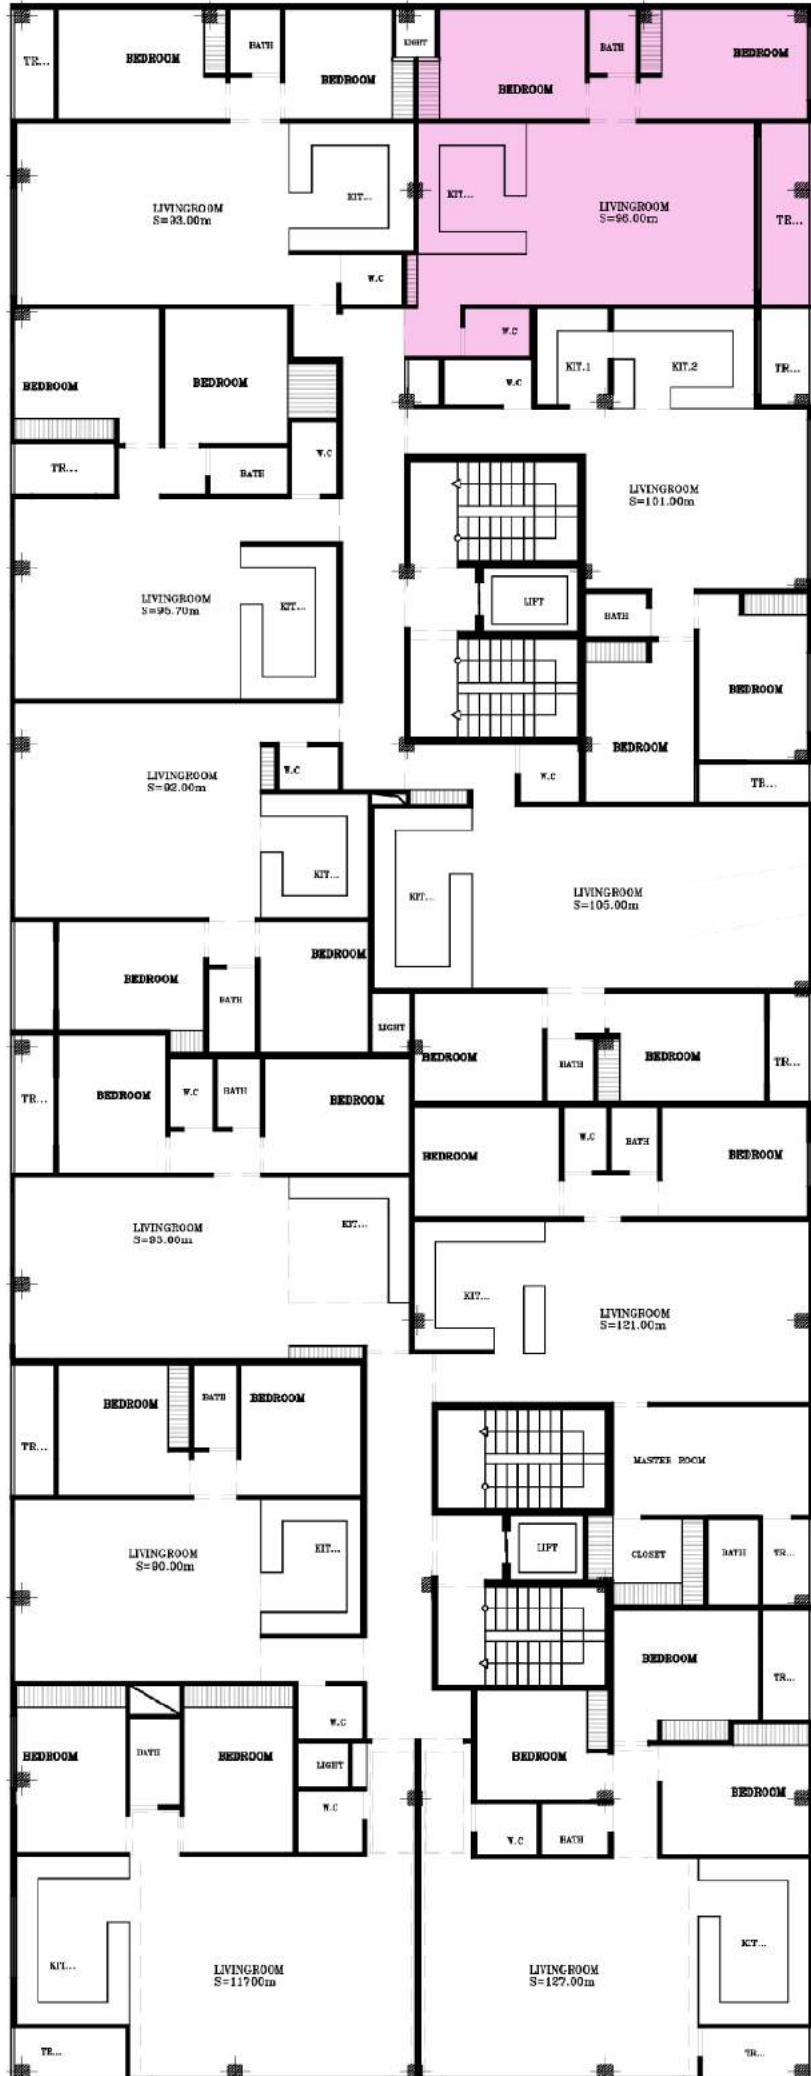 TR...
BEDROOM
BATH
BEDROOM
LIGHT
BEDROOM
BATH
BEDROOM
LIVINGROOM
S=93.00m
KIT...
KIT...
LIVINGROOM
S=96.00m
TR...
W.C
W.C
BEDROOM
BEDROOM
W.C
KIT.1
KIT.2
TR...
TR...
BATH
W.C
LIVINGROOM
S=101.00m
LIVINGROOM
S=95.70m
KIT...
LIFT
BATH
BEDROOM
BEDROOM
TR...
LIVINGROOM
S=92.00m
W.C
W.C
KIT...
KIT...
LIVINGROOM
S=105.00m
BEDROOM
BATH
BEDROOM
LIGHT
BEDROOM
BATH
BEDROOM
TR...
TR...
BEDROOM
W.C
BATH
BEDROOM
BEDROOM
W.C
BATH
BEDROOM
LIVINGROOM
S=93.00m
KIT...
KIT...
LIVINGROOM
S=121.00m
TR...
BEDROOM
BATH
BEDROOM
MASTER ROOM
LIVINGROOM
S=90.00m
KIT...
LIFT
CLOSET
BATH
TR...
BEDROOM
TR...
BEDROOM
BATH
BEDROOM
W.C
LIGHT
W.C
BEDROOM
BEDROOM
W.C
BATH
KIT...
LIVINGROOM
S=11700m
LIVINGROOM
S=127.00m
KIT...
TR...
TR...